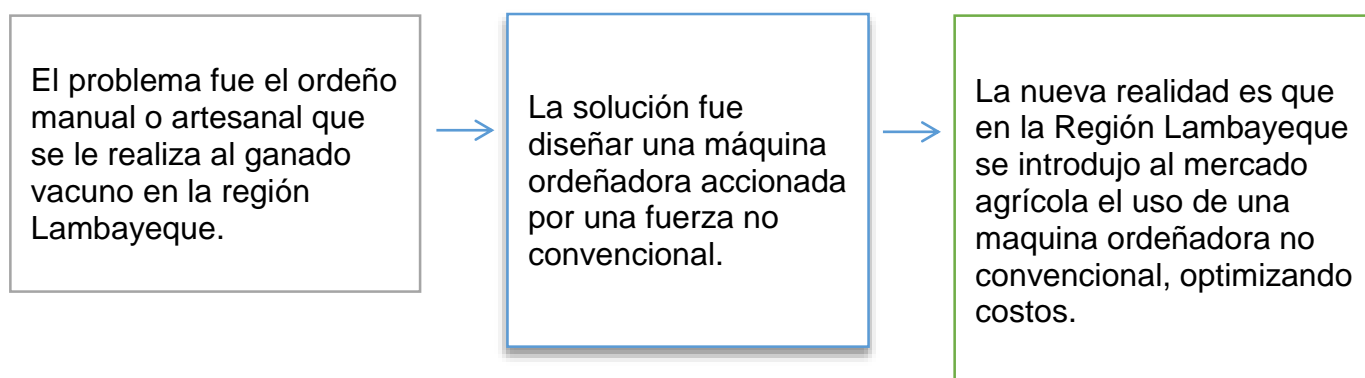 El problema fue el ordeño
manual o artesanal que
se le realiza al ganado
vacuno en la región
Lambayeque.
La solución fue
diseñar una máquina
ordeñadora accionada
por una fuerza no
convencional.
La nueva realidad es que
en la Región Lambayeque
se introdujo al mercado
agrícola el uso de una
maquina ordeñadora no
convencional, optimizando
costos.